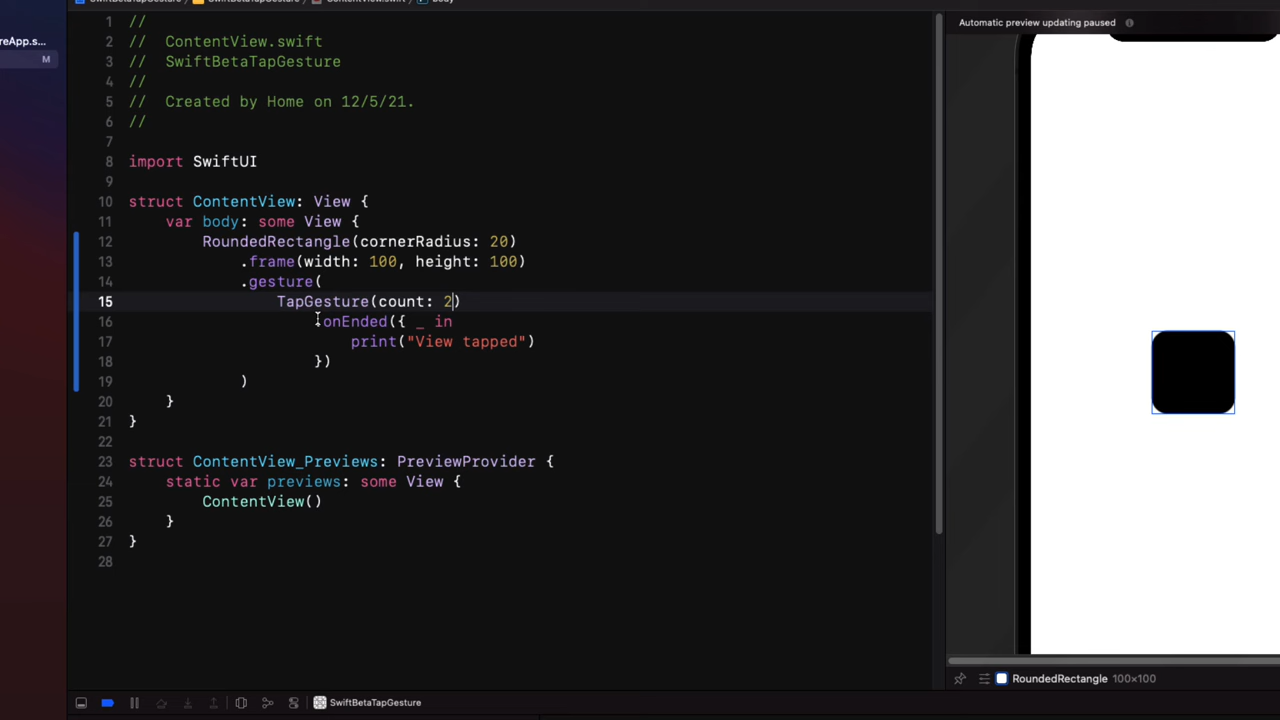 reApp.s...
M
Automatic preview updating paused
1 //
2 // ContentView.swift
3 // SwiftBetaTapGesture
4 //
5 // Created by Home on 12/5/21.
6 //
7
8 import SwiftUI
9
10 struct ContentView: View {
11 var body: some View {
12 RoundedRectangle(cornerRadius: 20)
13 .frame(width: 100, height: 100)
14 .gesture(
15 TapGesture(count: 2)
16 .onEnded({ _ in
17 print("View tapped")
18 })
19 )
20 }
21 }
22
23 struct ContentView_Previews: PreviewProvider {
24 static var previews: some View {
25 ContentView()
26 }
27 }
28
RoundedRectangle 100×100
SwiftBetaTapGesture